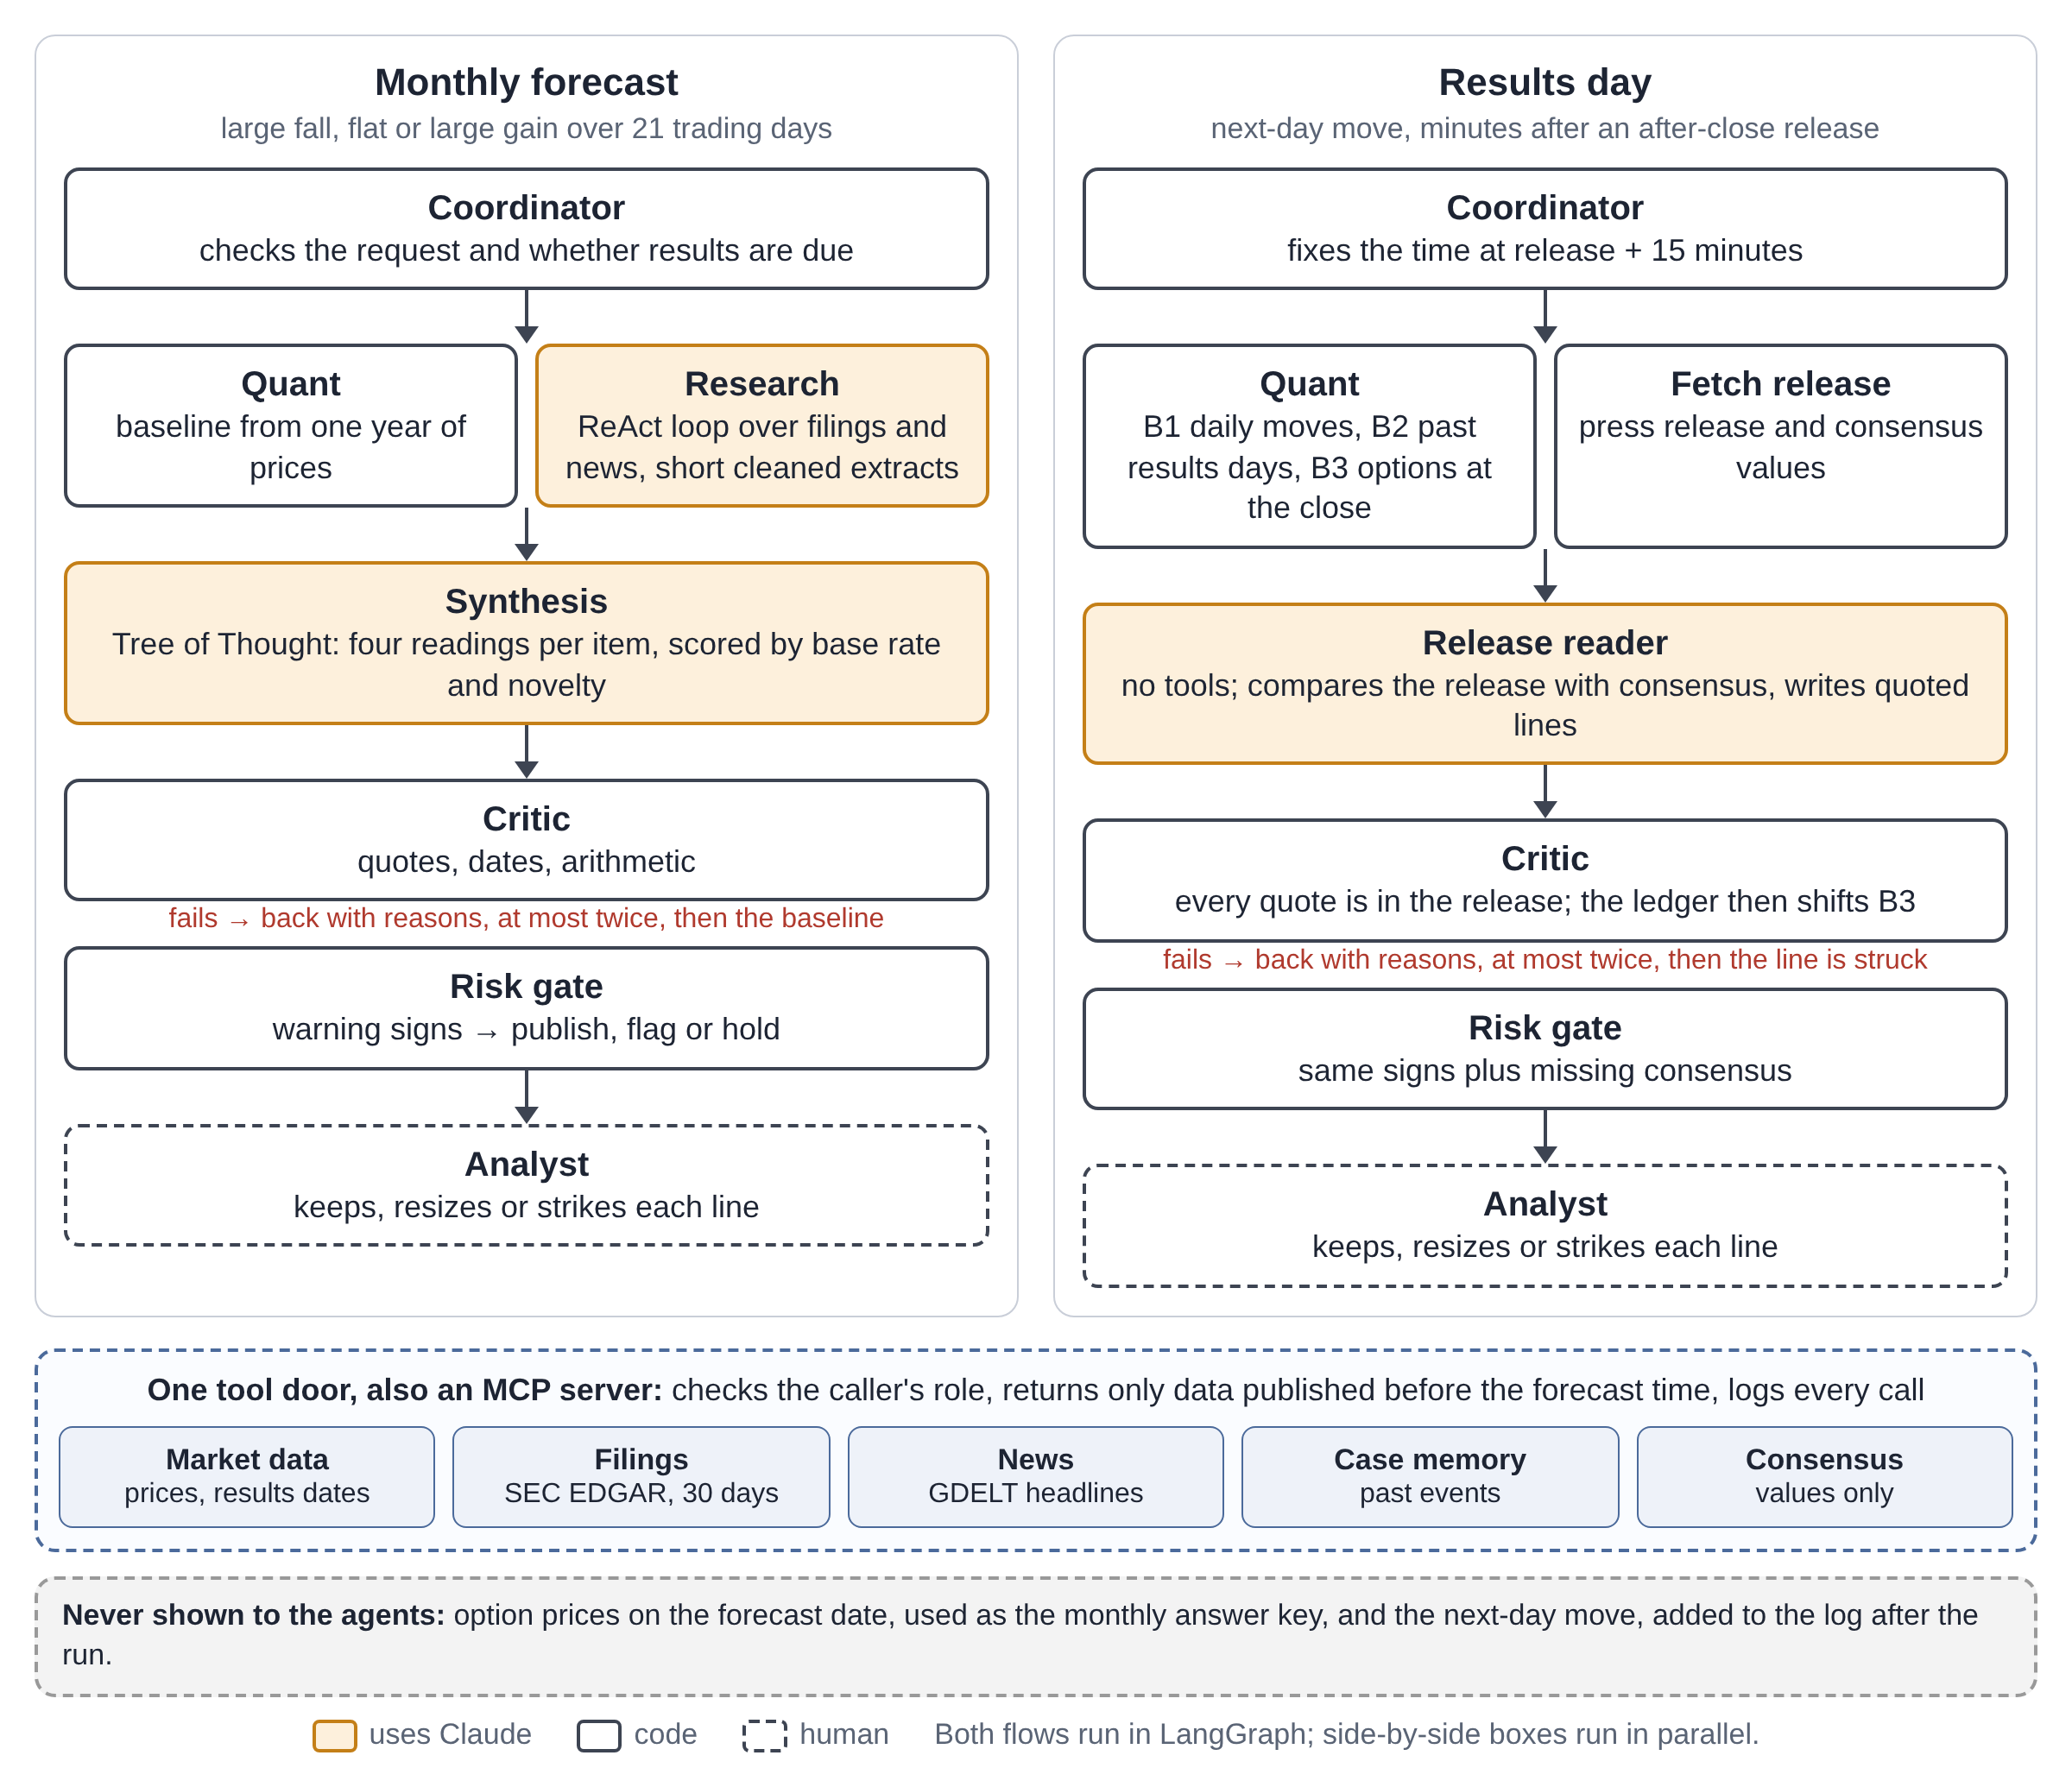 Monthly forecast
large fall, flat or large gain over 21 trading days
Coordinator
checks the request and whether results are due
Quant
baseline from one year of
prices
Research
ReAct loop over filings and
news, short cleaned extracts
Synthesis
Tree of Thought: four readings per item, scored by base rate
and novelty
Critic
quotes, dates, arithmetic
fails → back with reasons, at most twice, then the baseline
Risk gate
warning signs → publish, flag or hold
Analyst
keeps, resizes or strikes each line
Results day
next-day move, minutes after an after-close release
Coordinator
fixes the time at release + 15 minutes
Quant
B1 daily moves, B2 past
results days, B3 options at
the close
Fetch release
press release and consensus
values
Release reader
no tools; compares the release with consensus, writes quoted
lines
Critic
every quote is in the release; the ledger then shifts B3
fails → back with reasons, at most twice, then the line is struck
Risk gate
same signs plus missing consensus
Analyst
keeps, resizes or strikes each line
One tool door, also an MCP server: checks the caller's role, returns only data published before the forecast time, logs every call
Market data
prices, results dates
Filings
SEC EDGAR, 30 days
News
GDELT headlines
Case memory
past events
Consensus
values only
Never shown to the agents: option prices on the forecast date, used as the monthly answer key, and the next-day move, added to the log after the
run.
uses Claude
code
human
Both flows run in LangGraph; side-by-side boxes run in parallel.